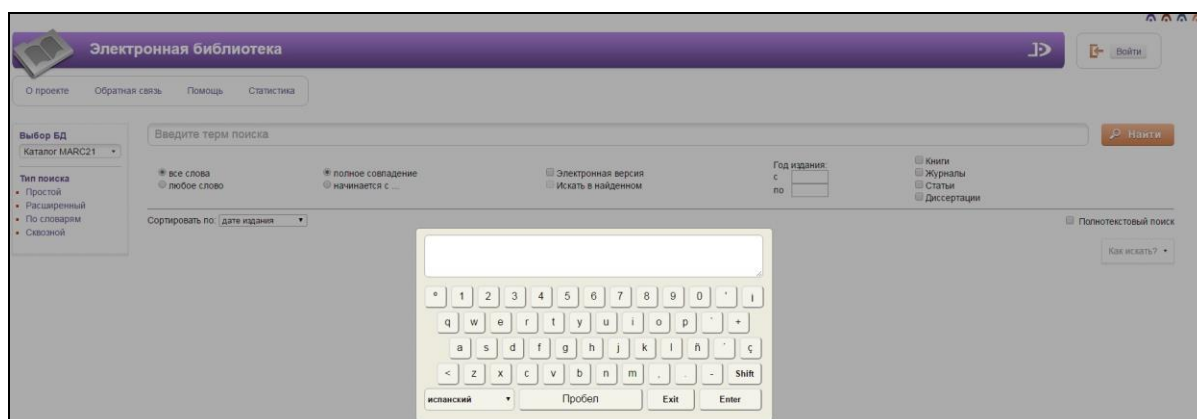 Электронная библиотека
Войти
О проекте Обратная связь Помощь Статистика
Выбор БД
Каталог MARC21
Тип поиска
Простой
Расширенный
По словарям
Сквозной
Введите терм поиска
Найти
все слова
любое слово
полное совпадение
начинается с ...
Электронная версия
Искать в найденном
Год издания:
с
по
Книги
Журналы
Статьи
Диссертации
Сортировать по: дате издания
Полнотекстовый поиск
Как искать?
º 1 2 3 4 5 6 7 8 9 0 ' ¡
q w e r t y u i o p ` +
a s d f g h j k l ñ ´ ç
< z x c v b n m , . - Shift
испанский Пробел Exit Enter